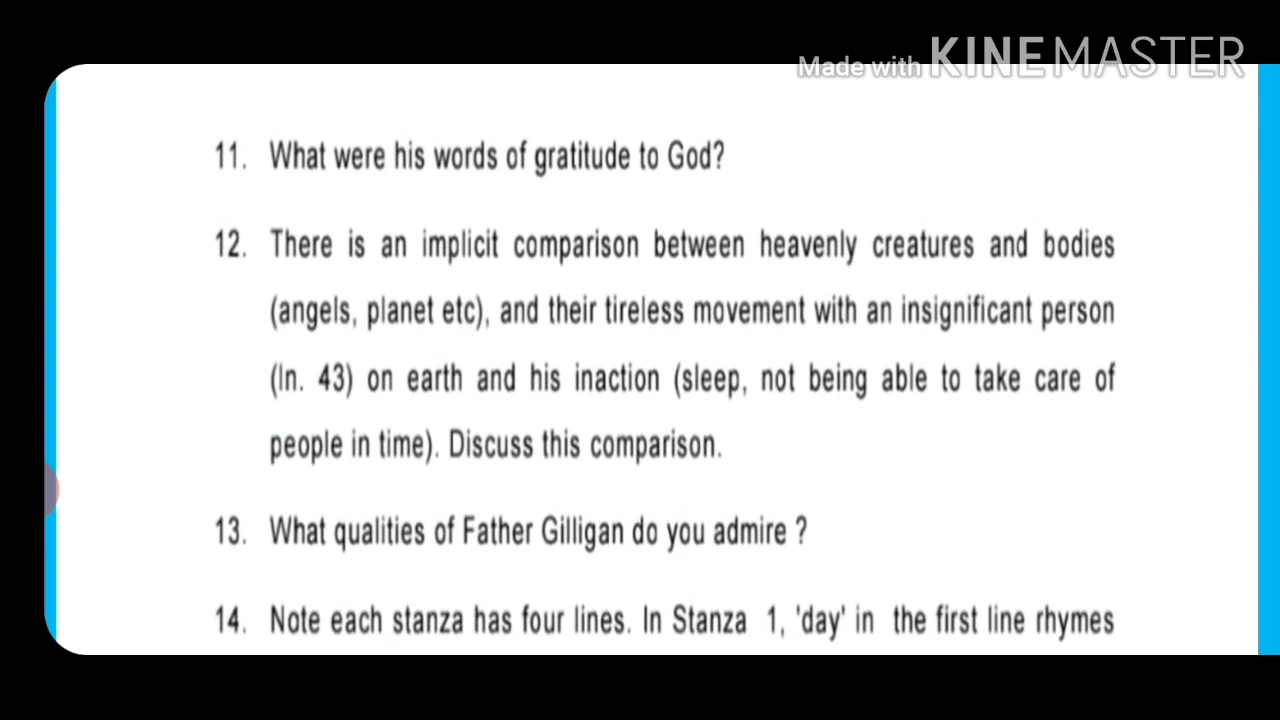 Made with KINEMASTER
11. What were his words of gratitude to God?
12. There is an implicit comparison between heavenly creatures and bodies
(angels, planet etc), and their tireless movement with an insignificant person
(ln. 43) on earth and his inaction (sleep, not being able to take care of
people in time). Discuss this comparison.
13. What qualities of Father Gilligan do you admire ?
14. Note each stanza has four lines. In Stanza 1, 'day' in the first line rhymes